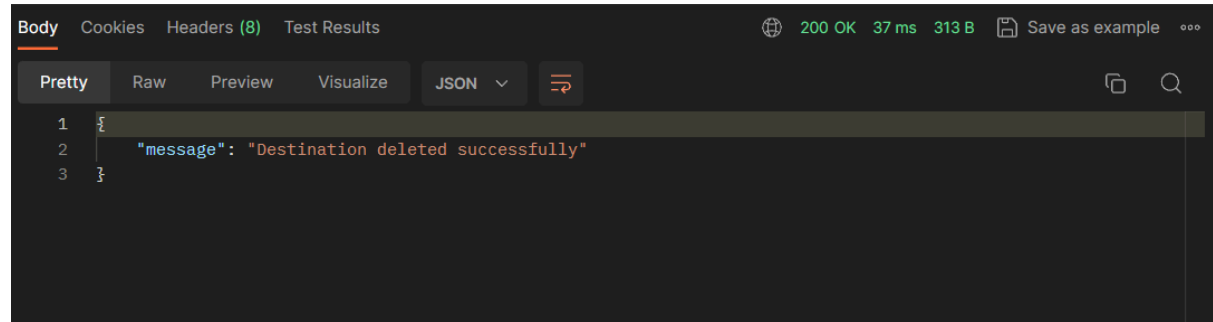 Body Cookies Headers (8) Test Results 200 OK 37 ms 313 B Save as example
Pretty Raw Preview Visualize JSON
1 {
2 "message": "Destination deleted successfully"
3 }